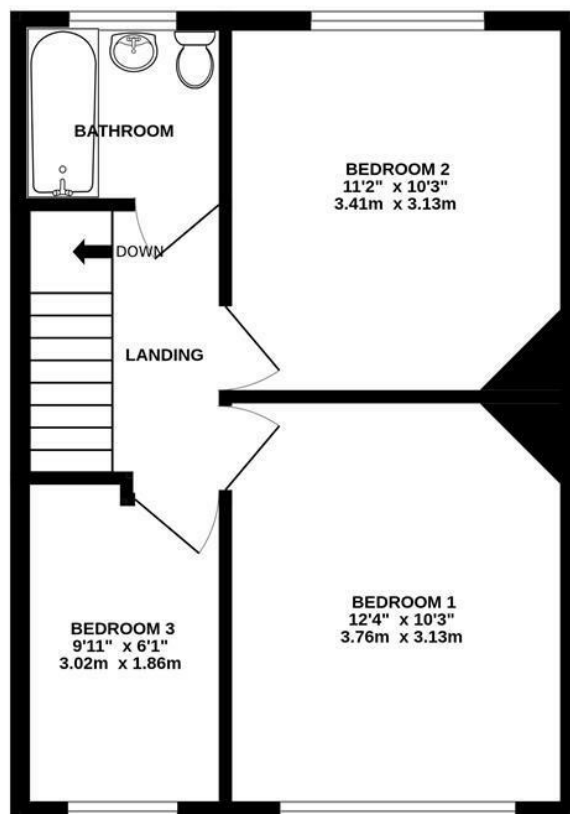 BATHROOM
BEDROOM 2
11'2" x 10'3"
3.41m x 3.13m
DOWN
LANDING
BEDROOM 1
12'4" x 10'3"
3.76m x 3.13m
BEDROOM 3
9'11" x 6'1"
3.02m x 1.86m